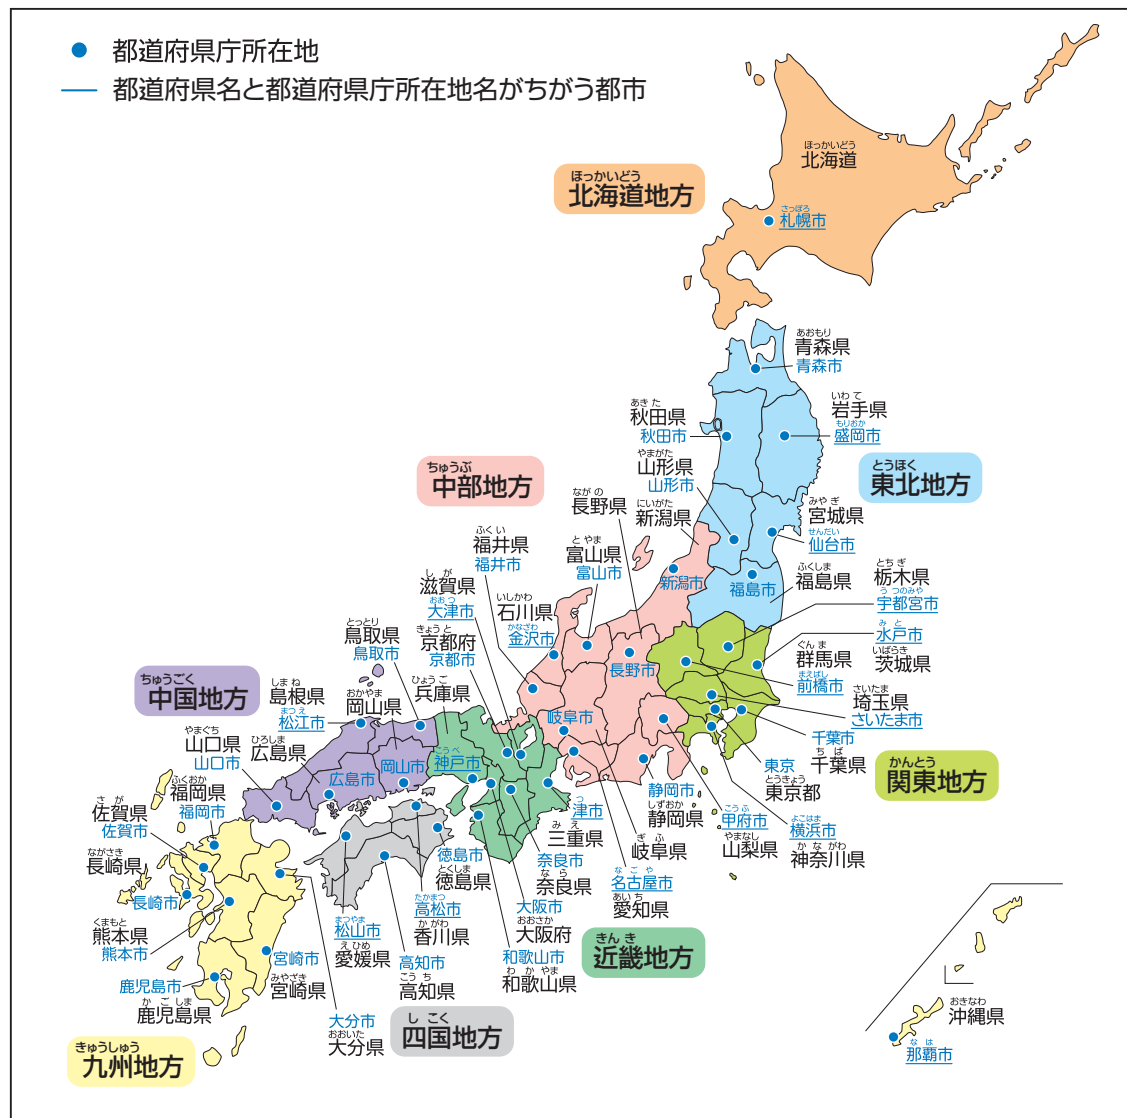 都道府県庁所在地
都道府県名と都道府県庁所在地名がちがう都市
ほっかいどう
北海道
ほっかいどう
北海道地方
さっぽろ
札幌市
あおもり
青森県
青森市
いわて
岩手県
盛岡市
もりおか
あきた
秋田県
秋田市
やまがた
山形県
山形市
とうほく
東北地方
みやぎ
宮城県
せんだい
仙台市
ふくしま
福島県
福島市
ちゅうぶ
中部地方
ながの
長野県
長野市
にいがた
新潟県
新潟市
ふくい
福井県
福井市
とやま
富山県
富山市
いしかわ
石川県
かなざわ
金沢市
とちぎ
栃木県
うつのみや
宇都宮市
みと
水戸市
いばらき
茨城県
ぐんま
群馬県
まえばし
前橋市
さいたま
埼玉県
さいたま市
千葉市
ちば
千葉県
東京
とうきょう
東京都
かんとう
関東地方
よこはま
横浜市
かながわ
神奈川県
こうふ
甲府市
やまなし
山梨県
静岡市
しずおか
静岡県
岐阜市
ぎふ
岐阜県
なごや
名古屋市
あいち
愛知県
しが
滋賀県
おおつ
大津市
きょうと
京都府
京都市
ひょうご
兵庫県
こうべ
神戸市
つ
津市
みえ
三重県
奈良市
なら
奈良県
大阪市
おおさか
大阪府
和歌山市
わかやま
和歌山県
きんき
近畿地方
とっとり
鳥取県
鳥取市
ちゅうごく
中国地方
しまね
島根県
まつえ
松江市
おかやま
岡山県
岡山市
ひろしま
広島県
広島市
やまぐち
山口県
山口市
徳島市
とくしま
徳島県
たかまつ
高松市
かがわ
香川県
まつやま
松山市
えひめ
愛媛県
高知市
こうち
高知県
しこく
四国地方
ふくおか
福岡県
福岡市
さが
佐賀県
佐賀市
ながさき
長崎県
長崎市
くまもと
熊本県
熊本市
宮崎市
みやざき
宮崎県
鹿児島市
かごしま
鹿児島県
大分市
おおいた
大分県
きゅうしゅう
九州地方
おきなわ
沖縄県
なは
那覇市